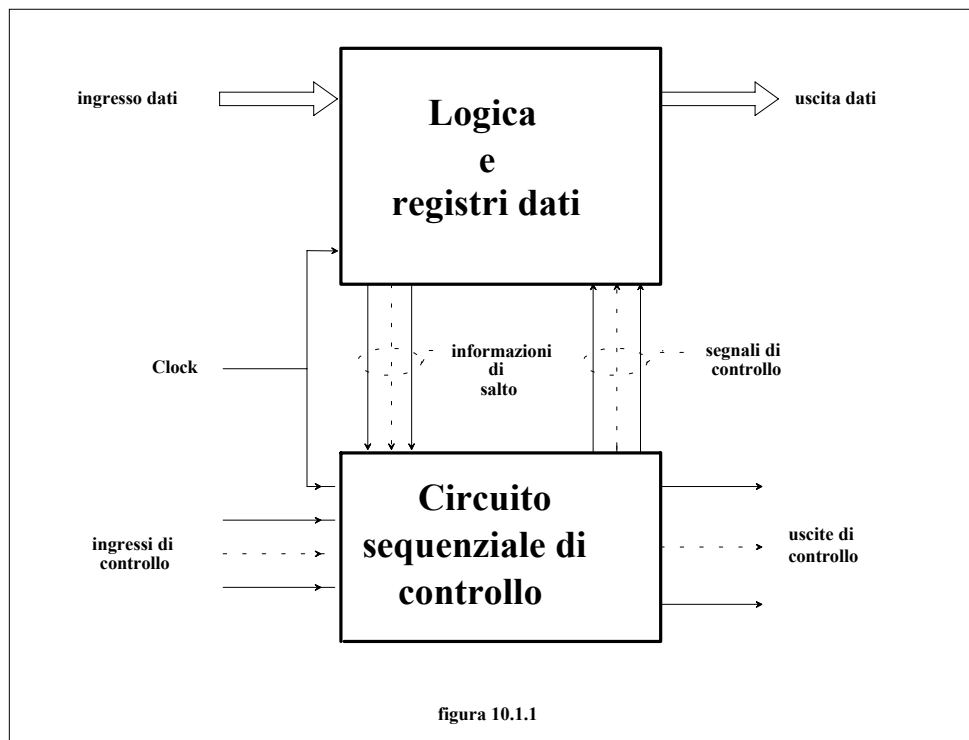 ingresso dati
Logica
e
registri dati
uscita dati
Clock
informazioni
di
salto
segnali di
controllo
Circuito
sequenziale di
controllo
ingressi di
controllo
uscite di
controllo
figura 10.1.1